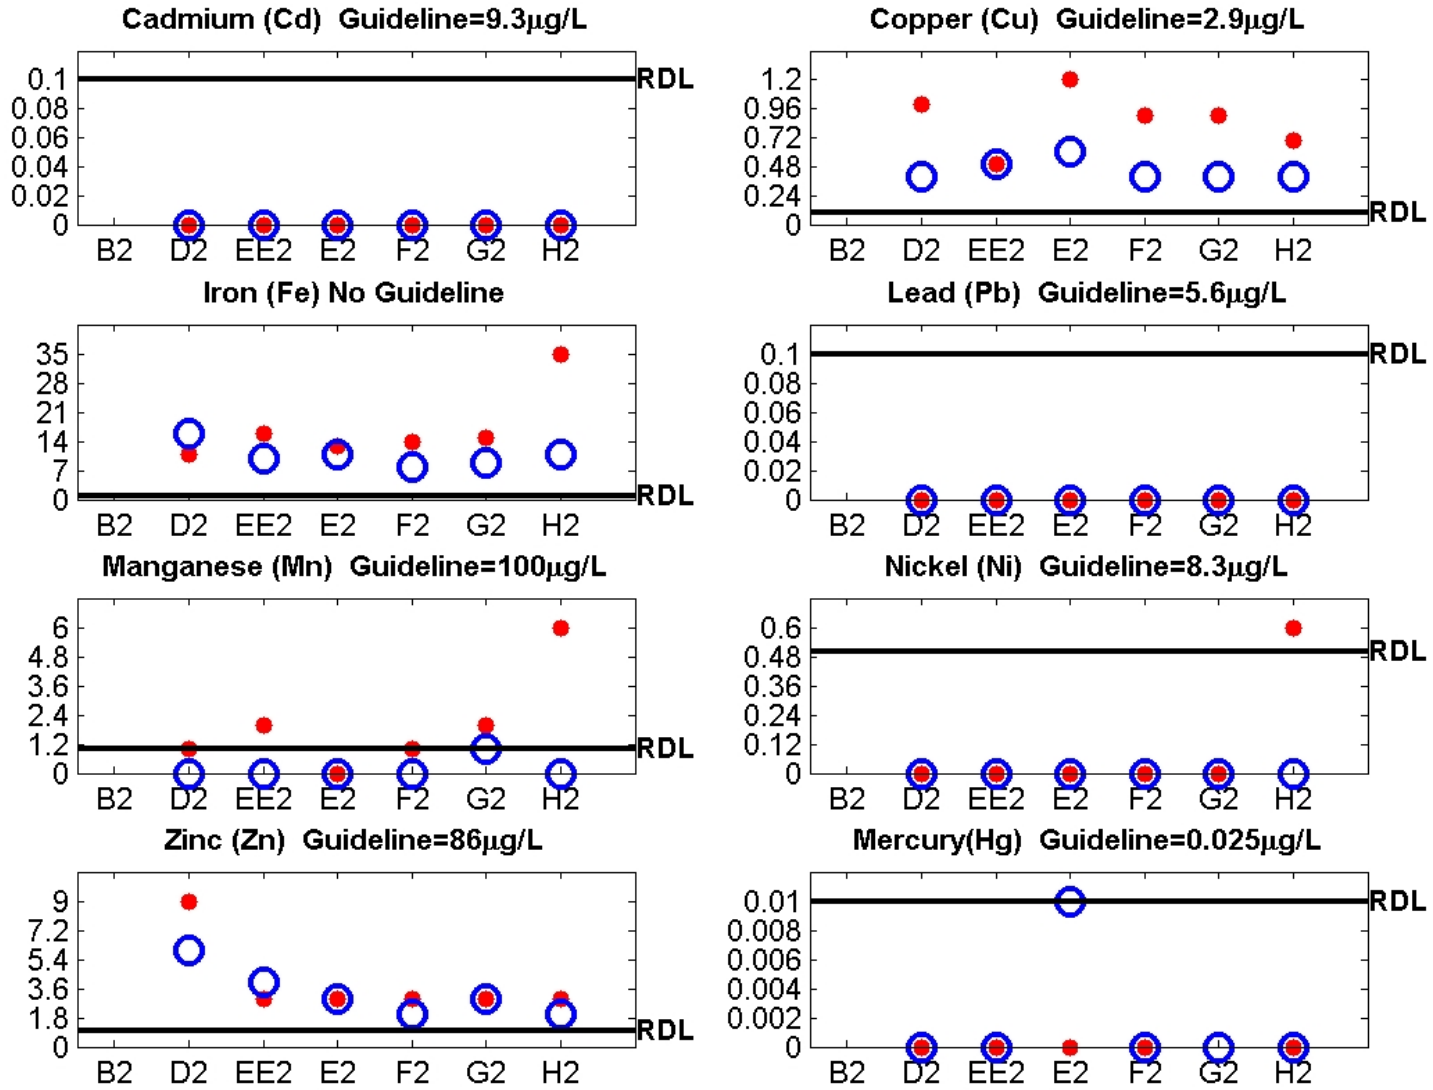 Cadmium (Cd)  Guideline=9.3µg/L
0.1
0.08
0.06
0.04
0.02
0
RDL
B2 D2 EE2 E2 F2 G2 H2
Copper (Cu)  Guideline=2.9µg/L
1.2
0.96
0.72
0.48
0.24
0
RDL
B2 D2 EE2 E2 F2 G2 H2
Iron (Fe) No Guideline
35
28
21
14
7
0
RDL
B2 D2 EE2 E2 F2 G2 H2
Lead (Pb)  Guideline=5.6µg/L
0.1
0.08
0.06
0.04
0.02
0
RDL
B2 D2 EE2 E2 F2 G2 H2
Manganese (Mn)  Guideline=100µg/L
6
4.8
3.6
2.4
1.2
0
RDL
B2 D2 EE2 E2 F2 G2 H2
Nickel (Ni)  Guideline=8.3µg/L
0.6
0.48
0.36
0.24
0.12
0
RDL
B2 D2 EE2 E2 F2 G2 H2
Zinc (Zn)  Guideline=86µg/L
9
7.2
5.4
3.6
1.8
0
RDL
B2 D2 EE2 E2 F2 G2 H2
Mercury(Hg)  Guideline=0.025µg/L
0.01
0.008
0.006
0.004
0.002
0
RDL
B2 D2 EE2 E2 F2 G2 H2